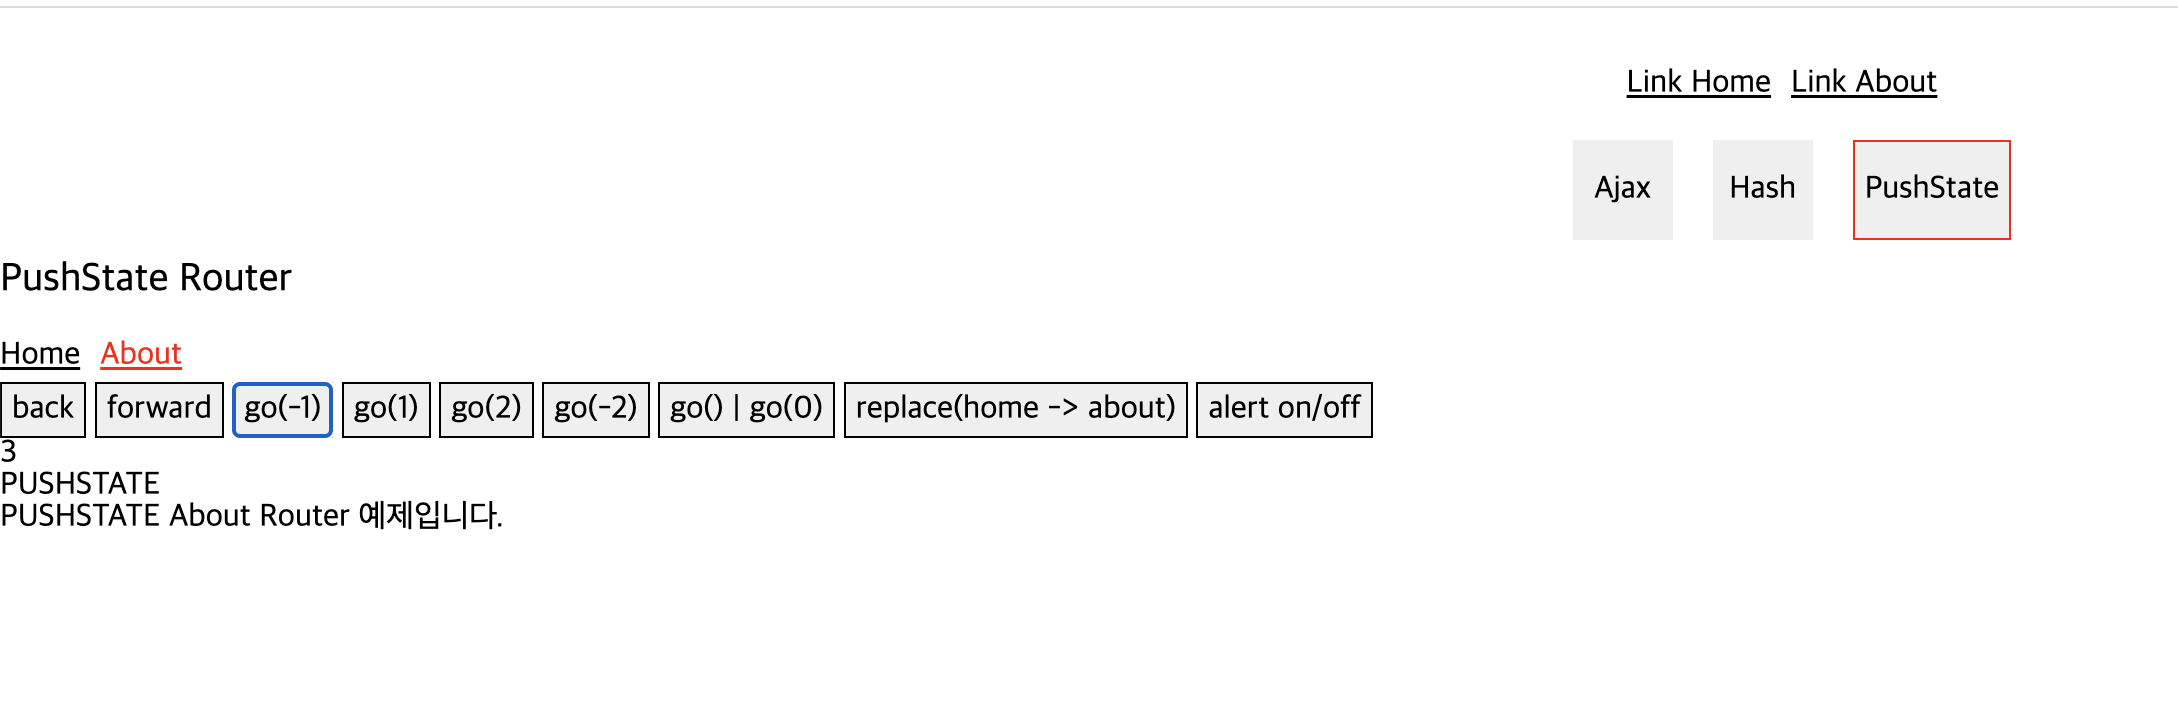 Link Home Link About
Ajax Hash PushState
PushState Router
Home About
back forward go(-1) go(1) go(2) go(-2) go() | go(0) replace(home -> about) alert on/off
3
PUSHSTATE
PUSHSTATE About Router 예제입니다.